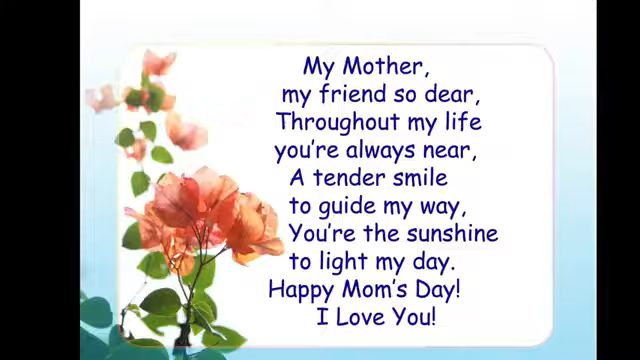 My Mother,
my friend so dear,
Throughout my life
you're always near,
A tender smile
to guide my way,
You're the sunshine
to light my day.
Happy Mom's Day!
I Love You!